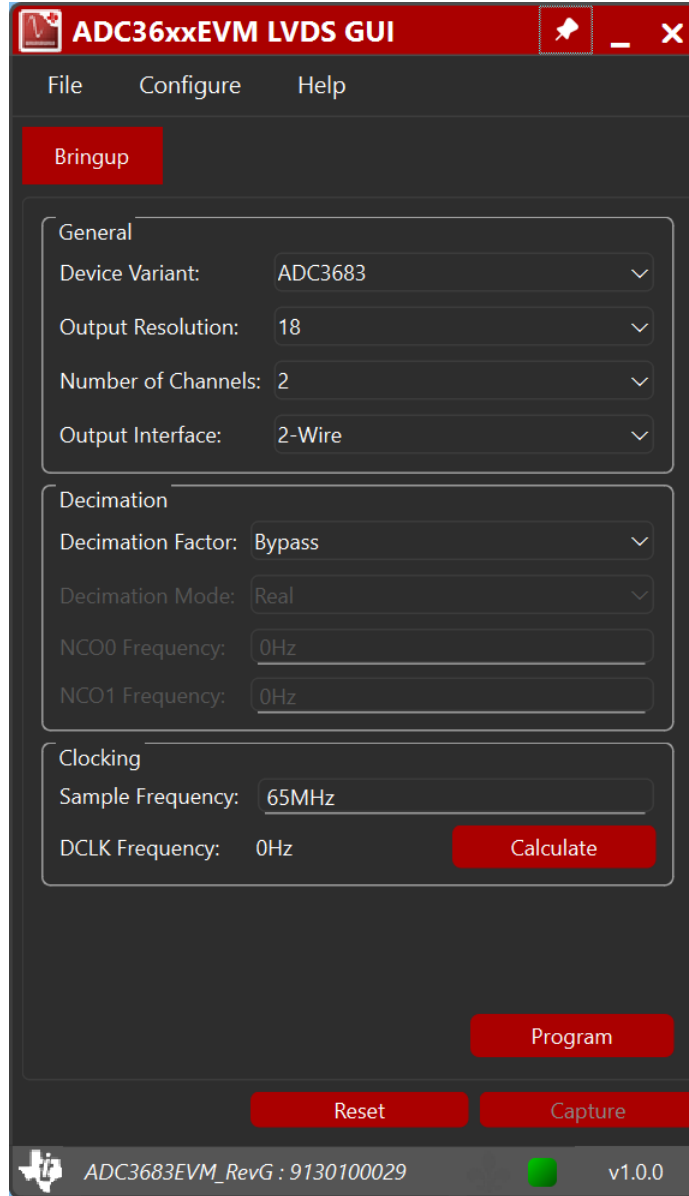 ADC36xxEVM LVDS GUI
File Configure Help
Bringup
General
Device Variant: ADC3683
Output Resolution: 18
Number of Channels: 2
Output Interface: 2-Wire
Decimation
Decimation Factor: Bypass
Decimation Mode: Real
NCO0 Frequency: 0Hz
NCO1 Frequency: 0Hz
Clocking
Sample Frequency: 65MHz
DCLK Frequency: 0Hz Calculate
Program
Reset Capture
ADC3683EVM_RevG : 9130100029 v1.0.0